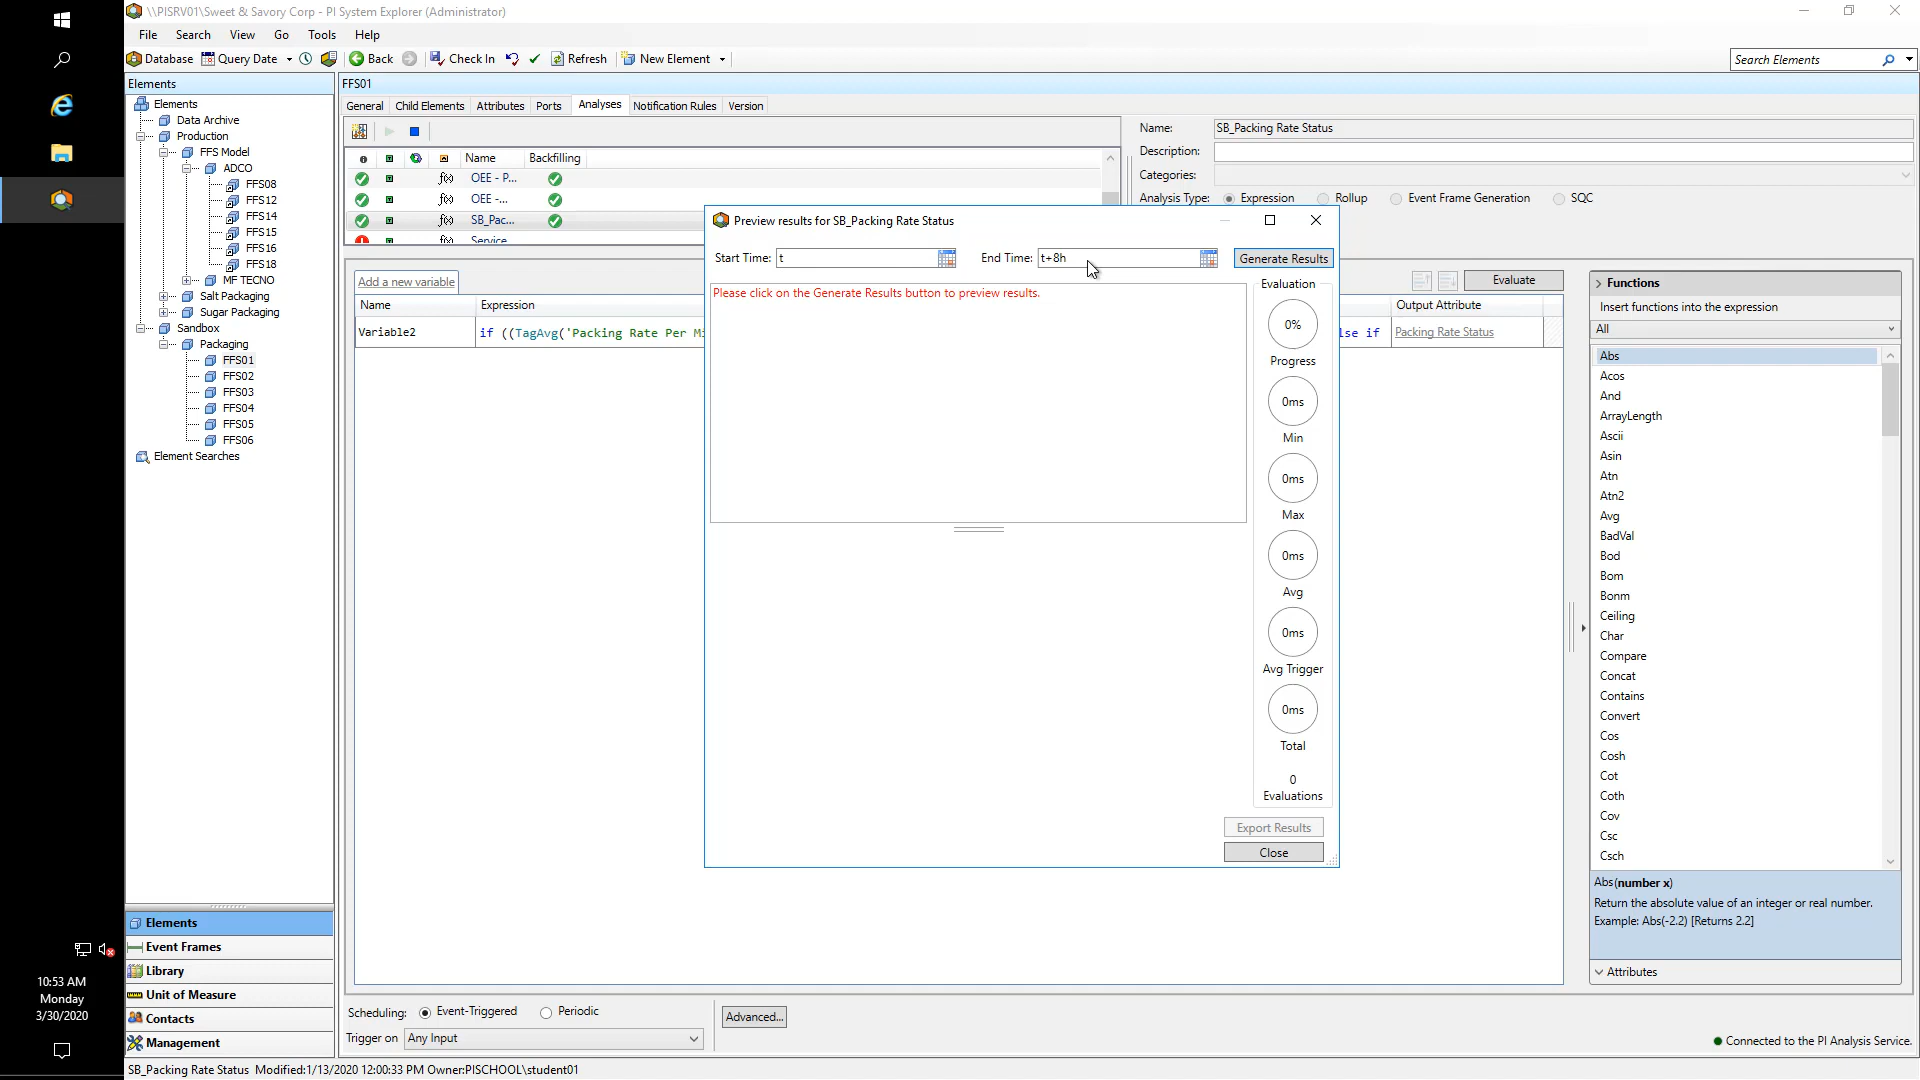 \\PISRV01\Sweet & Savory Corp - PI System Explorer (Administrator)
File Search View Go Tools Help
Database Query Date Back Check In Refresh New Element
Search Elements
Elements
Elements
Data Archive
Production
FFS Model
ADCO
FFS08
FFS12
FFS14
FFS15
FFS16
FFS18
MF TECNO
Salt Packaging
Sugar Packaging
Sandbox
Packaging
FFS01
FFS02
FFS03
FFS04
FFS05
FFS06
Element Searches
Elements
Event Frames
Library
Unit of Measure
Contacts
Management
10:53 AM
Monday
3/30/2020
FFS01
General Child Elements Attributes Ports Analyses Notification Rules Version
Name Backfilling
f(x) OEE - P...
f(x) OEE -...
f(x) SB_Pac...
f(x) Service
Name: SB_Packing Rate Status
Description:
Categories:
Analysis Type: Expression Rollup Event Frame Generation SQC
Add a new variable
Evaluate
Name Expression Output Attribute
Variable2 if ((TagAvg('Packing Rate Per Mi lse if Packing Rate Status
Preview results for SB_Packing Rate Status
Start Time: t End Time: t+8h Generate Results
Please click on the Generate Results button to preview results.
Evaluation
0%
Progress
0ms
Min
0ms
Max
0ms
Avg
0ms
Avg Trigger
0ms
Total
0
Evaluations
Export Results
Close
Functions
Insert functions into the expression
All
Abs
Acos
And
ArrayLength
Ascii
Asin
Atn
Atn2
Avg
BadVal
Bod
Bom
Bonm
Ceiling
Char
Compare
Concat
Contains
Convert
Cos
Cosh
Cot
Coth
Cov
Csc
Csch
Abs(number x)
Return the absolute value of an integer or real number.
Example: Abs(-2.2) [Returns 2.2]
Attributes
Scheduling: Event-Triggered Periodic
Advanced...
Trigger on Any Input
Connected to the PI Analysis Service.
SB_Packing Rate Status Modified:1/13/2020 12:00:33 PM Owner:PISCHOOL\student01